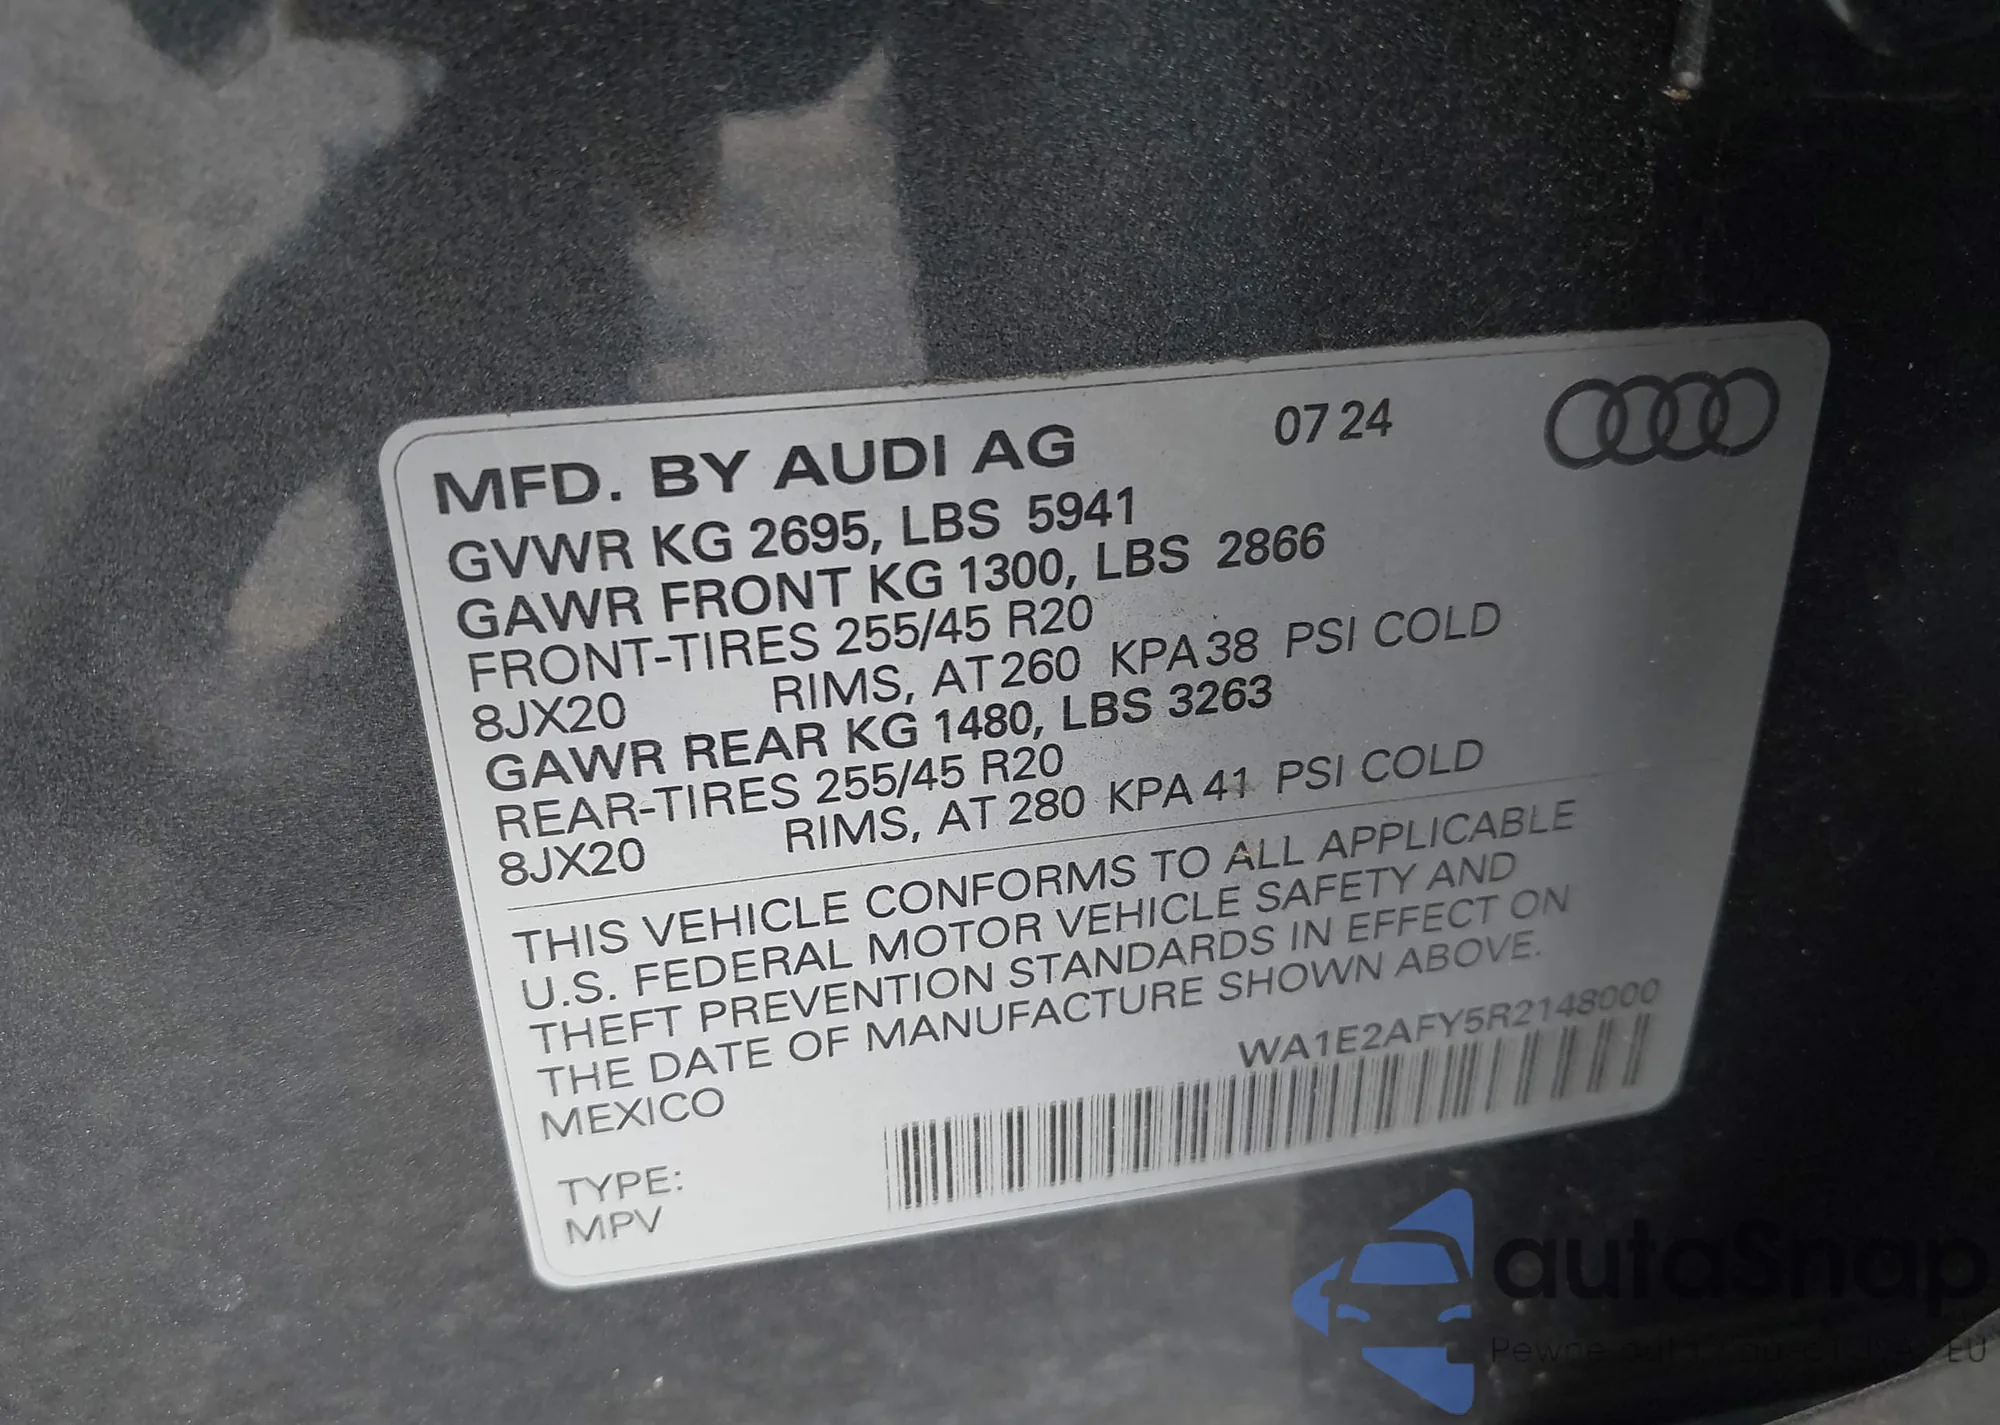 MFD. BY AUDI AG 07 24
GVWR KG 2695, LBS 5941
GAWR FRONT KG 1300, LBS 2866
FRONT-TIRES 255/45 R20
8JX20 RIMS, AT 260 KPA 38 PSI COLD
GAWR REAR KG 1480, LBS 3263
REAR-TIRES 255/45 R20
8JX20 RIMS, AT 280 KPA 41 PSI COLD
THIS VEHICLE CONFORMS TO ALL APPLICABLE
U.S. FEDERAL MOTOR VEHICLE SAFETY AND
THEFT PREVENTION STANDARDS IN EFFECT ON
THE DATE OF MANUFACTURE SHOWN ABOVE.
MEXICO WA1E2AFY5R2148000
TYPE:
MPV
autaSnap
Pewne auta EU